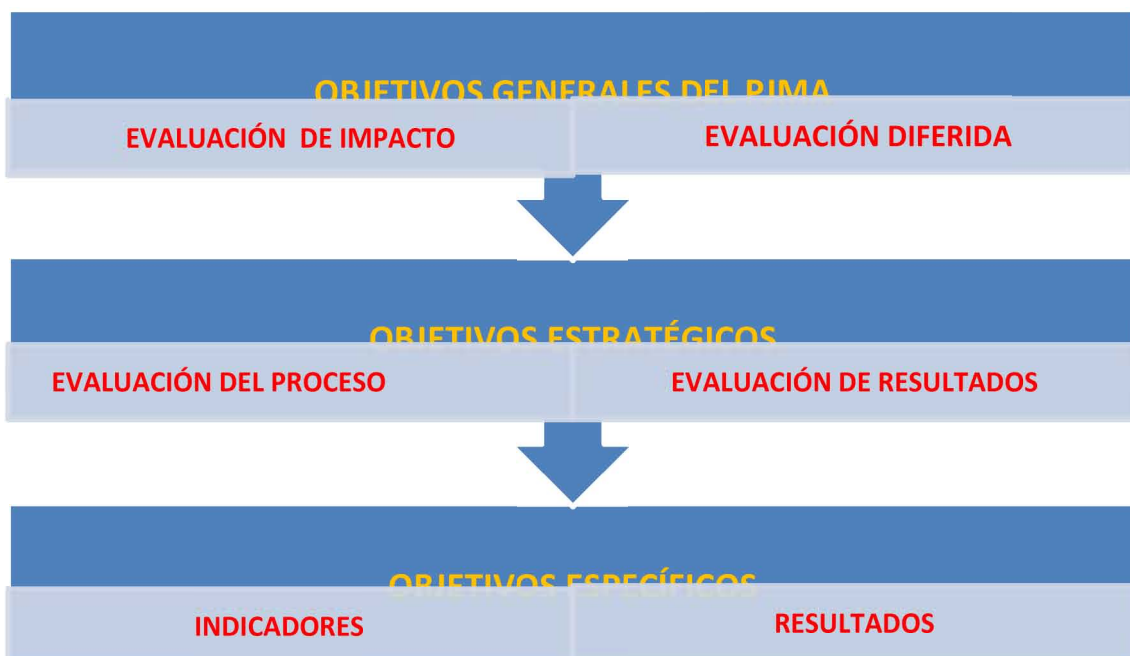 OBJETIVOS GENERALES DEL PJMA
EVALUACIÓN DE IMPACTO
EVALUACIÓN DIFERIDA
OBJETIVOS ESTRATÉGICOS
EVALUACIÓN DEL PROCESO
EVALUACIÓN DE RESULTADOS
OBJETIVOS ESPECÍFICOS
INDICADORES
RESULTADOS